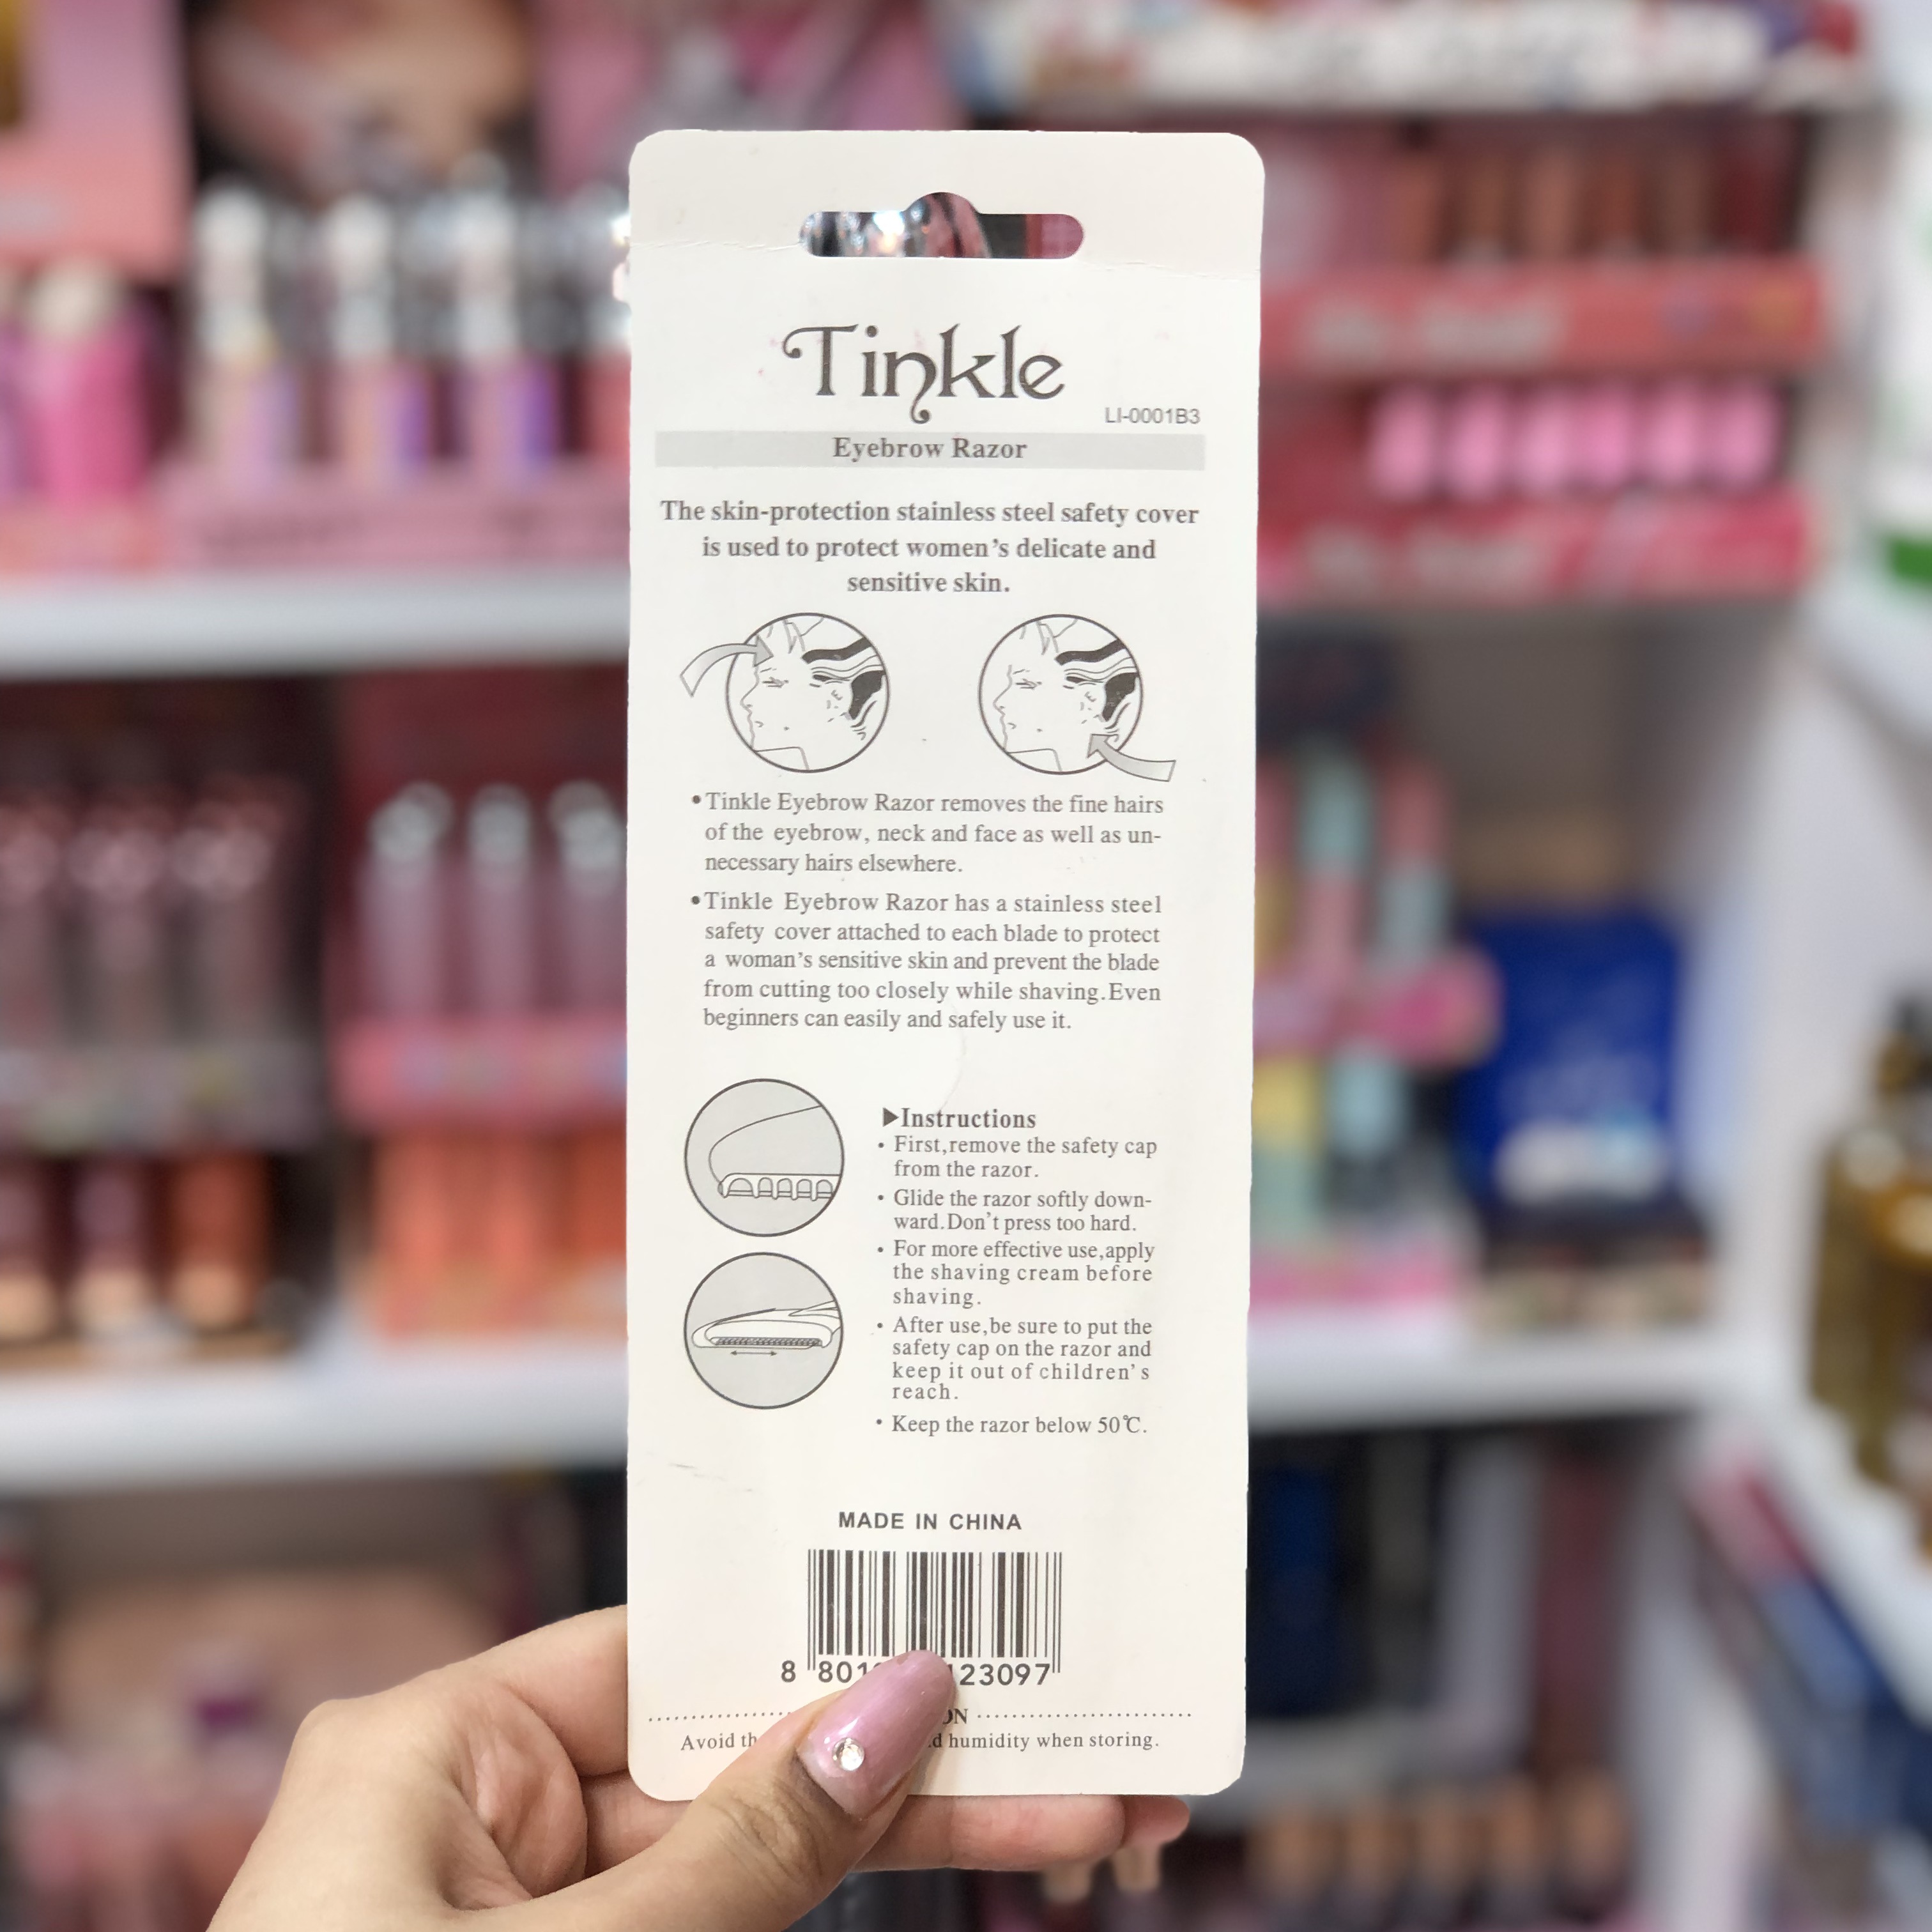 Tinkle
LI-0001B3
Eyebrow Razor
The skin-protection stainless steel safety cover
is used to protect women's delicate and
sensitive skin.
•Tinkle Eyebrow Razor removes the fine hairs
of the eyebrow, neck and face as well as un-
necessary hairs elsewhere.
•Tinkle Eyebrow Razor has a stainless steel
safety cover attached to each blade to protect
a woman's sensitive skin and prevent the blade
from cutting too closely while shaving.Even
beginners can easily and safely use it.
▶Instructions
• First,remove the safety cap
from the razor.
• Glide the razor softly down-
ward.Don't press too hard.
• For more effective use,apply
the shaving cream before
shaving.
• After use,be sure to put the
safety cap on the razor and
keep it out of children's
reach.
• Keep the razor below 50℃.
MADE IN CHINA
8 801 123097
Avoid humidity when storing.